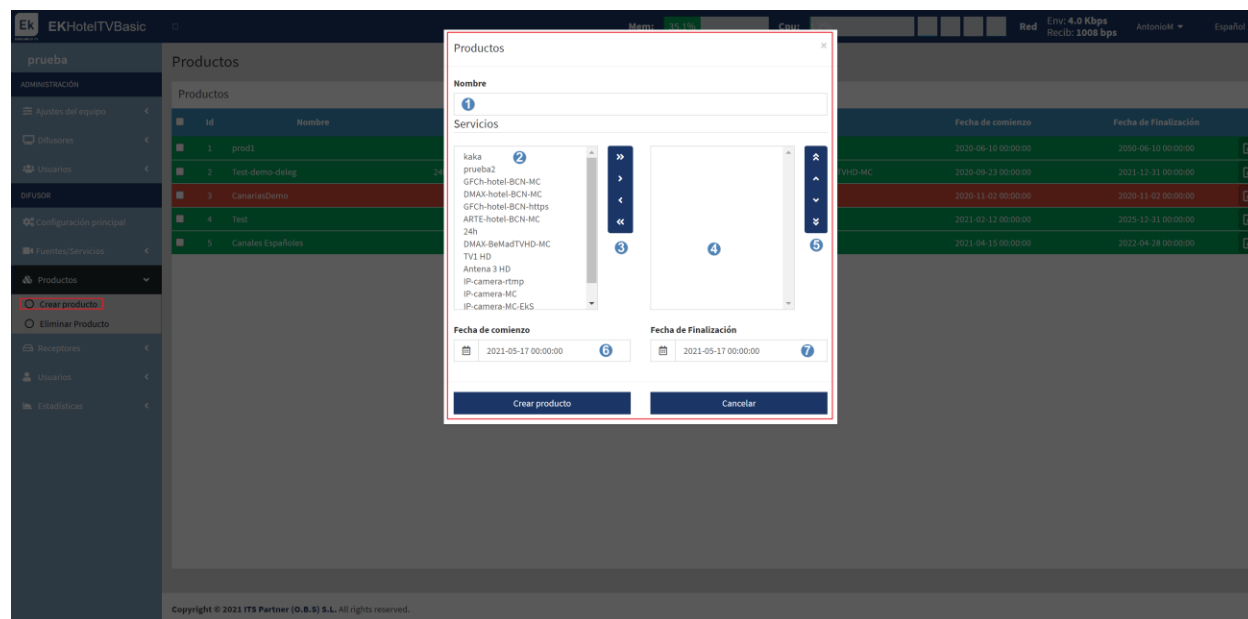 Ek EKHotelTVBasic
Mem: 35.1% Cpu:
Red Env: 4.0 Kbps
Recib: 1008 bps
AntonioM Español
prueba
ADMINISTRACIÓN
Ajustes del equipo
Difusores
Usuarios
DIFUSOR
Configuración principal
Fuentes/Servicios
Productos
Crear producto
Eliminar Producto
Receptores
Usuarios
Estadísticas
Productos
Productos
Id Nombre Fecha de comienzo Fecha de Finalización
1 prod1 2020-06-10 00:00:00 2050-06-10 00:00:00
2 Test-demo-deleg 24 TVHD-MC 2020-09-23 00:00:00 2021-12-31 00:00:00
3 CanariasDemo 2020-11-02 00:00:00 2020-11-02 00:00:00
4 Test 2021-02-12 00:00:00 2025-12-31 00:00:00
5 Canales Españoles 2021-04-15 00:00:00 2022-04-28 00:00:00
Productos ×
Nombre
1
Servicios
kaka 2
prueba2
GFCh-hotel-BCN-MC
DMAX-hotel-BCN-MC
GFCh-hotel-BCN-https
ARTE-hotel-BCN-MC
24h
DMAX-BeMadTVHD-MC
TV1 HD
Antena 3 HD
IP-camera-rtmp
IP-camera-MC
IP-camera-MC-EkS
3
4
5
Fecha de comienzo
2021-05-17 00:00:00 6
Fecha de Finalización
2021-05-17 00:00:00 7
Crear producto
Cancelar
Copyright © 2021 ITS Partner (O.B.S) S.L. All rights reserved.